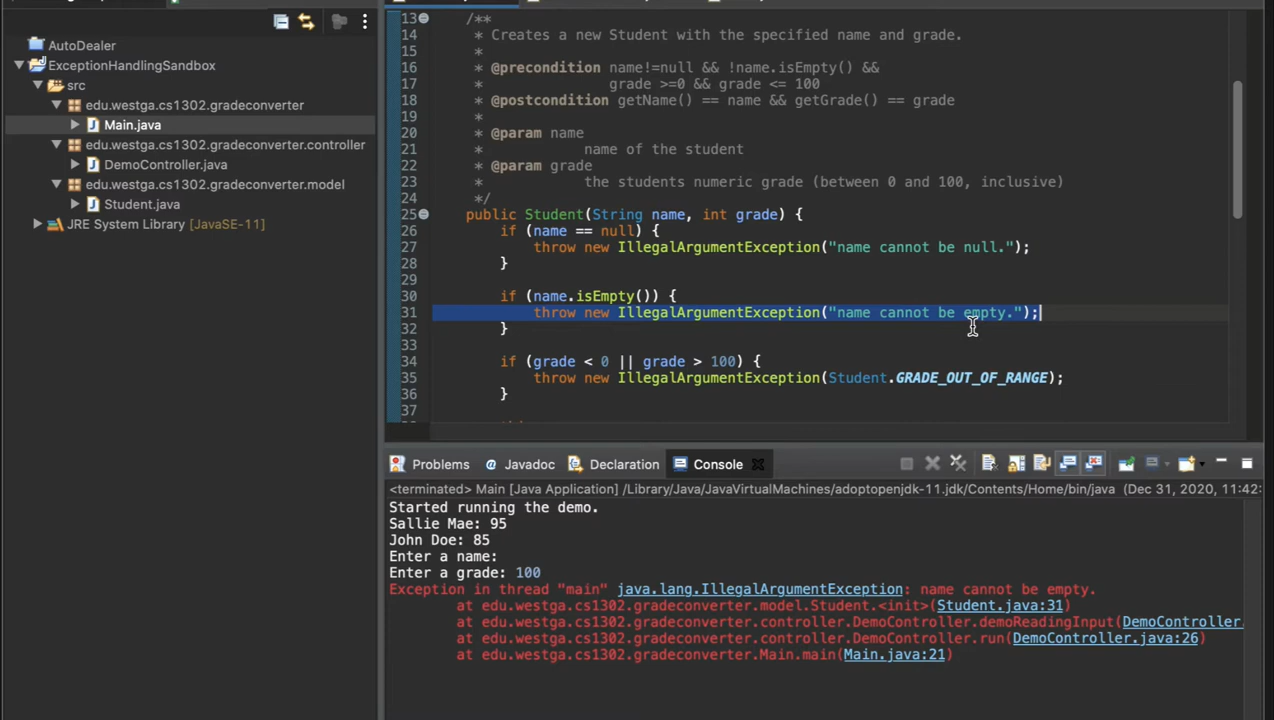 AutoDealer
ExceptionHandlingSandbox
src
edu.westga.cs1302.gradeconverter
Main.java
edu.westga.cs1302.gradeconverter.controller
DemoController.java
edu.westga.cs1302.gradeconverter.model
Student.java
JRE System Library [JavaSE-11]
13 /**
14 * Creates a new Student with the specified name and grade.
15 *
16 * @precondition name!=null && !name.isEmpty() &&
17 * grade >=0 && grade <= 100
18 * @postcondition getName() == name && getGrade() == grade
19 *
20 * @param name
21 * name of the student
22 * @param grade
23 * the students numeric grade (between 0 and 100, inclusive)
24 */
25 public Student(String name, int grade) {
26 if (name == null) {
27 throw new IllegalArgumentException("name cannot be null.");
28 }
29
30 if (name.isEmpty()) {
31 throw new IllegalArgumentException("name cannot be empty.");
32 }
33
34 if (grade < 0 || grade > 100) {
35 throw new IllegalArgumentException(Student.GRADE_OUT_OF_RANGE);
36 }
37
Problems @ Javadoc Declaration Console
<terminated> Main [Java Application] /Library/Java/JavaVirtualMachines/adoptopenjdk-11.jdk/Contents/Home/bin/java (Dec 31, 2020, 11:42:
Started running the demo.
Sallie Mae: 95
John Doe: 85
Enter a name:
Enter a grade: 100
Exception in thread "main" java.lang.IllegalArgumentException: name cannot be empty.
at edu.westga.cs1302.gradeconverter.model.Student.<init>(Student.java:31)
at edu.westga.cs1302.gradeconverter.controller.DemoController.demoReadingInput(DemoController.
at edu.westga.cs1302.gradeconverter.controller.DemoController.run(DemoController.java:26)
at edu.westga.cs1302.gradeconverter.Main.main(Main.java:21)